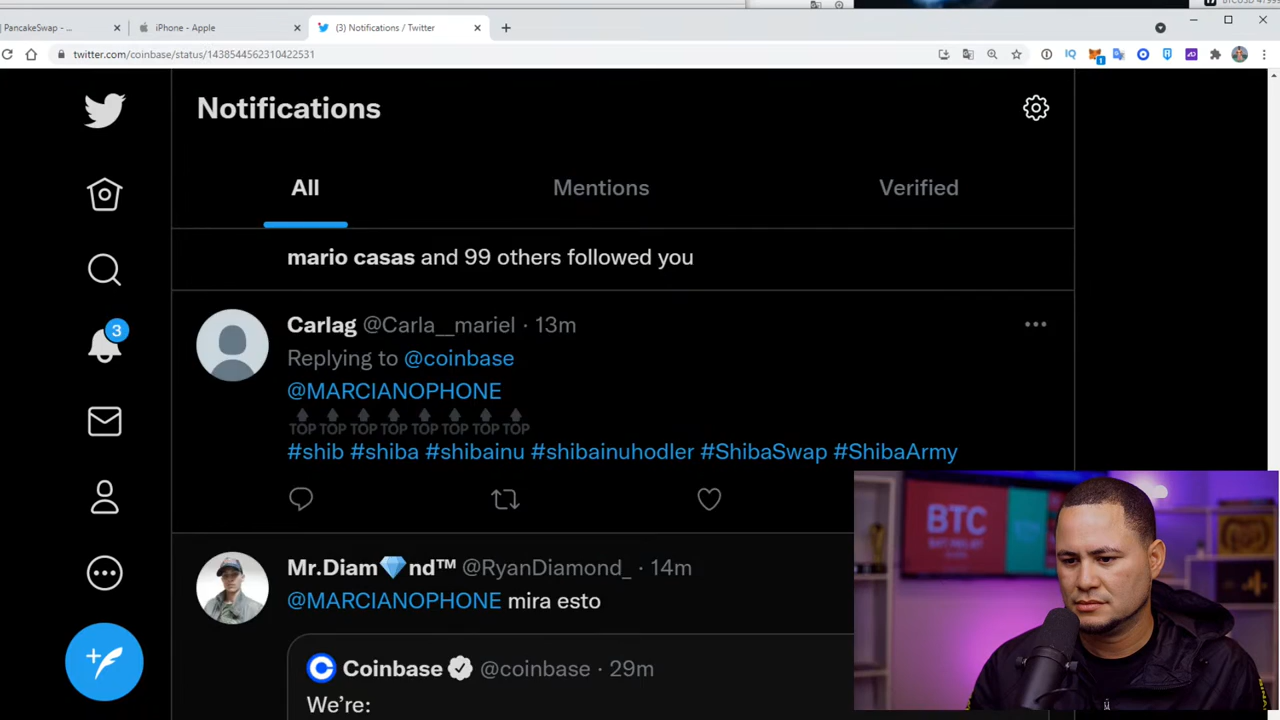 PancakeSwap - ...
iPhone - Apple
(3) Notifications / Twitter
twitter.com/coinbase/status/1438544562310422531
Notifications
All
Mentions
Verified
mario casas and 99 others followed you
Carlag @Carla__mariel · 13m
Replying to @coinbase
@MARCIANOPHONE
TOP TOP TOP TOP TOP TOP TOP TOP
#shib #shiba #shibainu #shibainuhodler #ShibaSwap #ShibaArmy
3
Mr.Diam💎nd™ @RyanDiamond_ · 14m
@MARCIANOPHONE mira esto
Coinbase @coinbase · 29m
We’re:
BTC
IQ
1